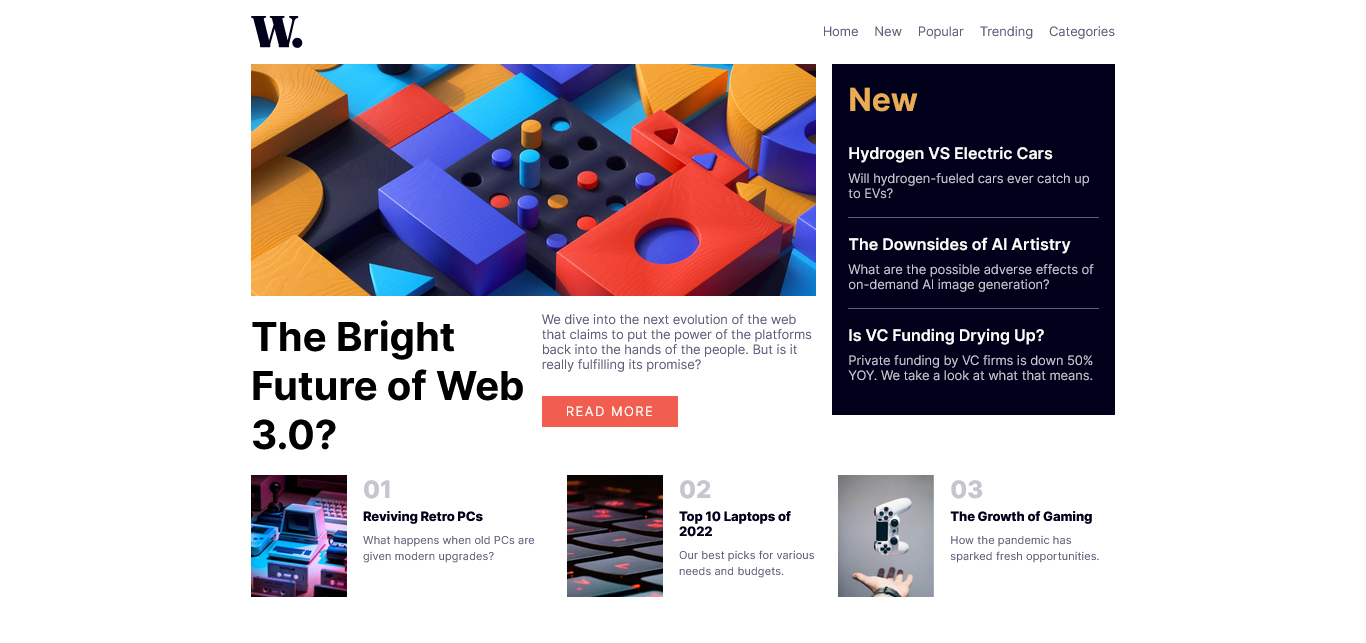 W.
Home New Popular Trending Categories
New
Hydrogen VS Electric Cars
Will hydrogen-fueled cars ever catch up
to EVs?
The Downsides of AI Artistry
What are the possible adverse effects of
on-demand AI image generation?
Is VC Funding Drying Up?
Private funding by VC firms is down 50%
YOY. We take a look at what that means.
The Bright
Future of Web
3.0?
We dive into the next evolution of the web
that claims to put the power of the platforms
back into the hands of the people. But is it
really fulfilling its promise?
READ MORE
01
Reviving Retro PCs
What happens when old PCs are
given modern upgrades?
02
Top 10 Laptops of
2022
Our best picks for various
needs and budgets.
03
The Growth of Gaming
How the pandemic has
sparked fresh opportunities.